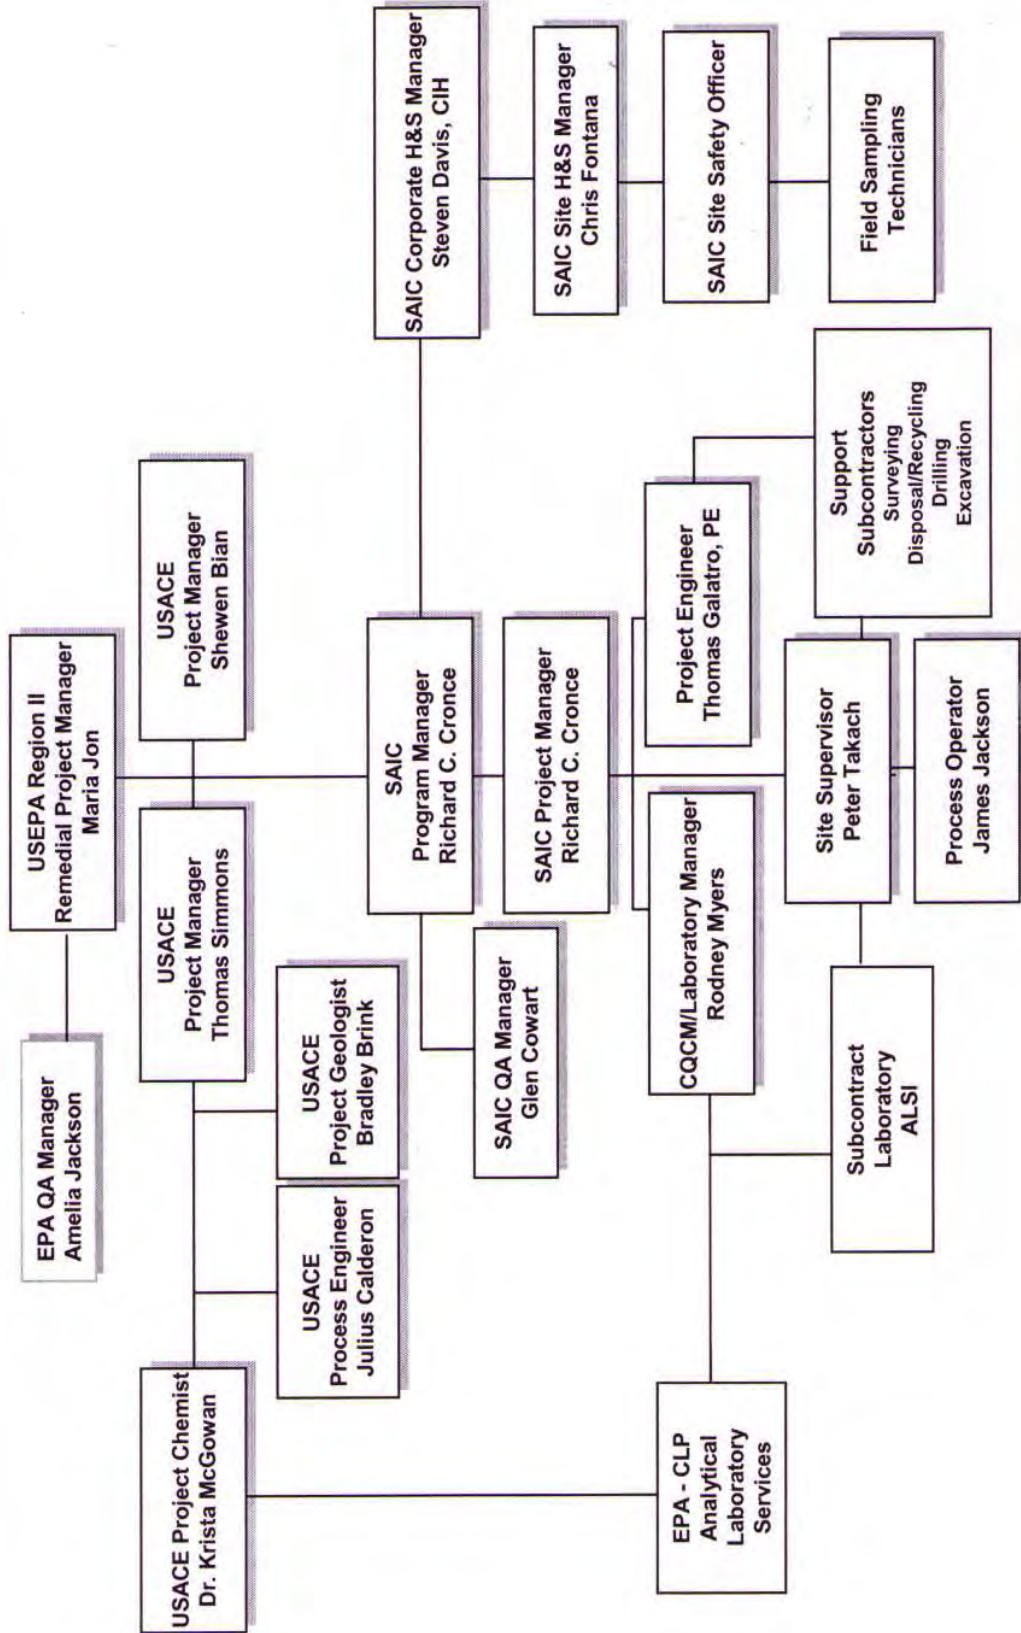 USEPA Region II
Remedial Project Manager
Maria Jon
EPA QA Manager
Amelia Jackson
USACE Project Chemist
Dr. Krista McGowan
USACE
Project Manager
Thomas Simmons
USACE
Project Manager
Shewen Bian
USACE
Process Engineer
Julius Calderon
USACE
Project Geologist
Bradley Brink
SAIC
Program Manager
Richard C. Cronce
SAIC Corporate H&S Manager
Steven Davis, CIH
SAIC QA Manager
Glen Cowart
SAIC Project Manager
Richard C. Cronce
SAIC Site H&S Manager
Chris Fontana
EPA - CLP
Analytical
Laboratory
Services
CQCM/Laboratory Manager
Rodney Myers
Project Engineer
Thomas Galatro, PE
SAIC Site Safety Officer
Subcontract
Laboratory
ALSI
Site Supervisor
Peter Takach
Support
Subcontractors
Surveying
Disposal/Recycling
Drilling
Excavation
Field Sampling
Technicians
Process Operator
James Jackson